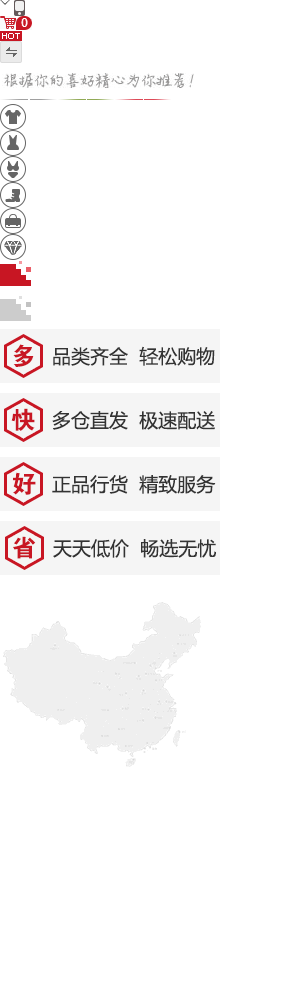 0
HOT
根据你的喜好精心为你推荐!
多 品类齐全 轻松购物
快 多仓直发 极速配送
好 正品行货 精致服务
省 天天低价 畅选无忧